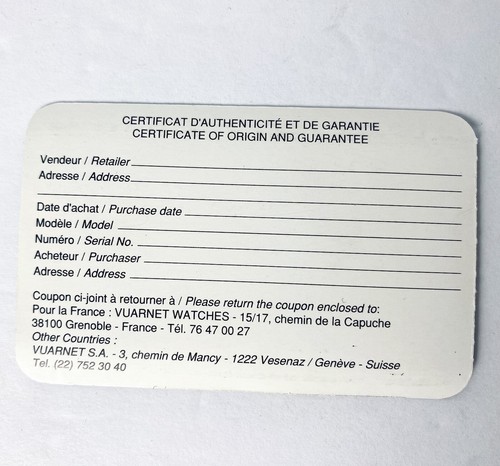 CERTIFICAT D'AUTHENTICITÉ ET DE GARANTIE
CERTIFICATE OF ORIGIN AND GUARANTEE
Vendeur / Retailer
Adresse / Address
Date d'achat / Purchase date
Modèle / Model
Numéro / Serial No.
Acheteur / Purchaser
Adresse / Address
Coupon ci-joint à retourner à / Please return the coupon enclosed to:
Pour la France : VUARNET WATCHES - 15/17, chemin de la Capuche
38100 Grenoble - France - Tél. 76 47 00 27
Other Countries :
VUARNET S.A. - 3, chemin de Mancy - 1222 Vesenaz / Genève - Suisse
Tel. (22) 752 30 40